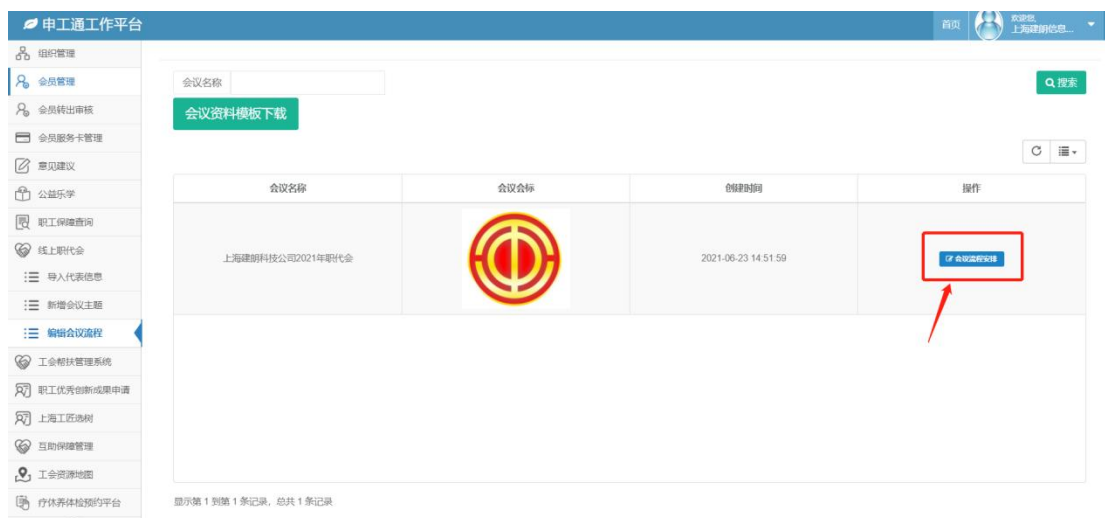 申工通工作平台
首页
欢迎您,
上海建朗信息...
组织管理
会员管理
会员转出审核
会员服务卡管理
意见建议
公益乐学
职工保障查询
线上职代会
导入代表信息
新增会议主题
编辑会议流程
工会帮扶管理系统
职工优秀创新成果申请
上海工匠选树
互助保障管理
工会资源地图
疗休养体检预约平台
会议名称
搜索
会议资料模板下载
会议名称 会议会标 创建时间 操作
上海建朗科技公司2021年职代会 2021-06-23 14:51:59 会议流程安排
显示第 1 到第 1 条记录，总共 1 条记录